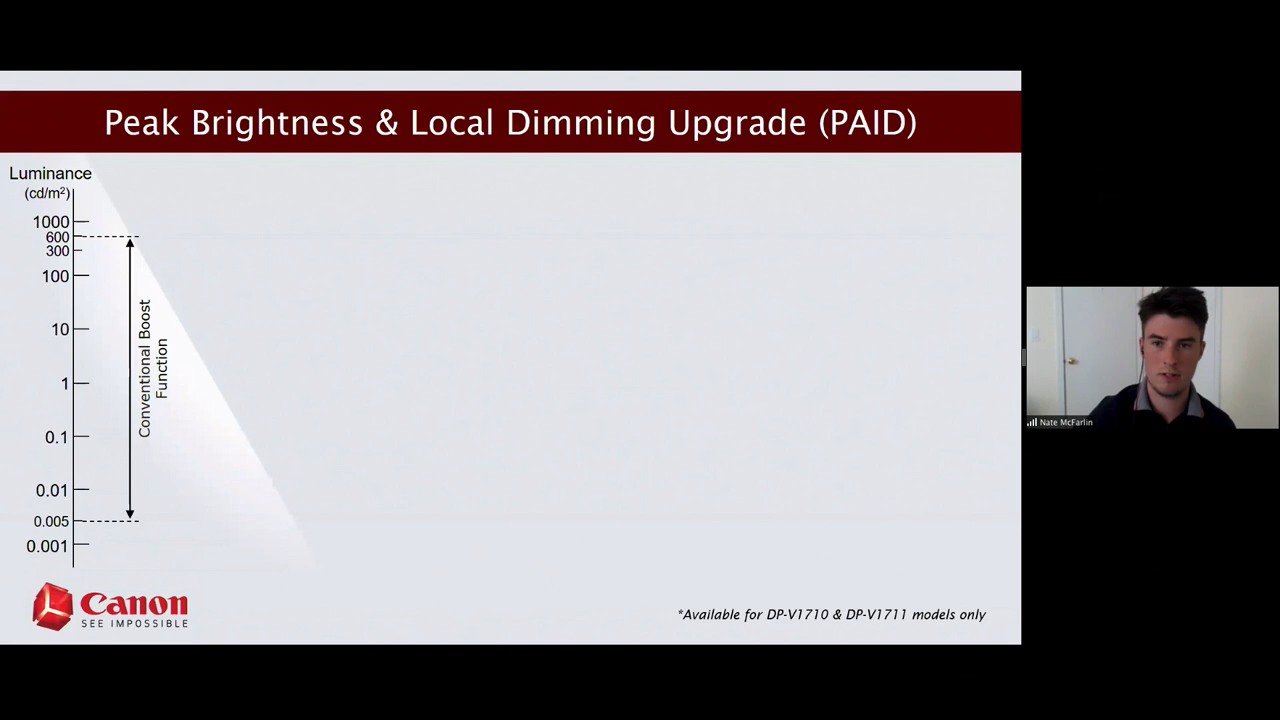 Peak Brightness & Local Dimming Upgrade (PAID)
Luminance
(cd/m²)
1000
600
300
100
10
1
0.1
0.01
0.005
0.001
Conventional Boost
Function
Canon
SEE IMPOSSIBLE
*Available for DP-V1710 & DP-V1711 models only
Nate McFarlin